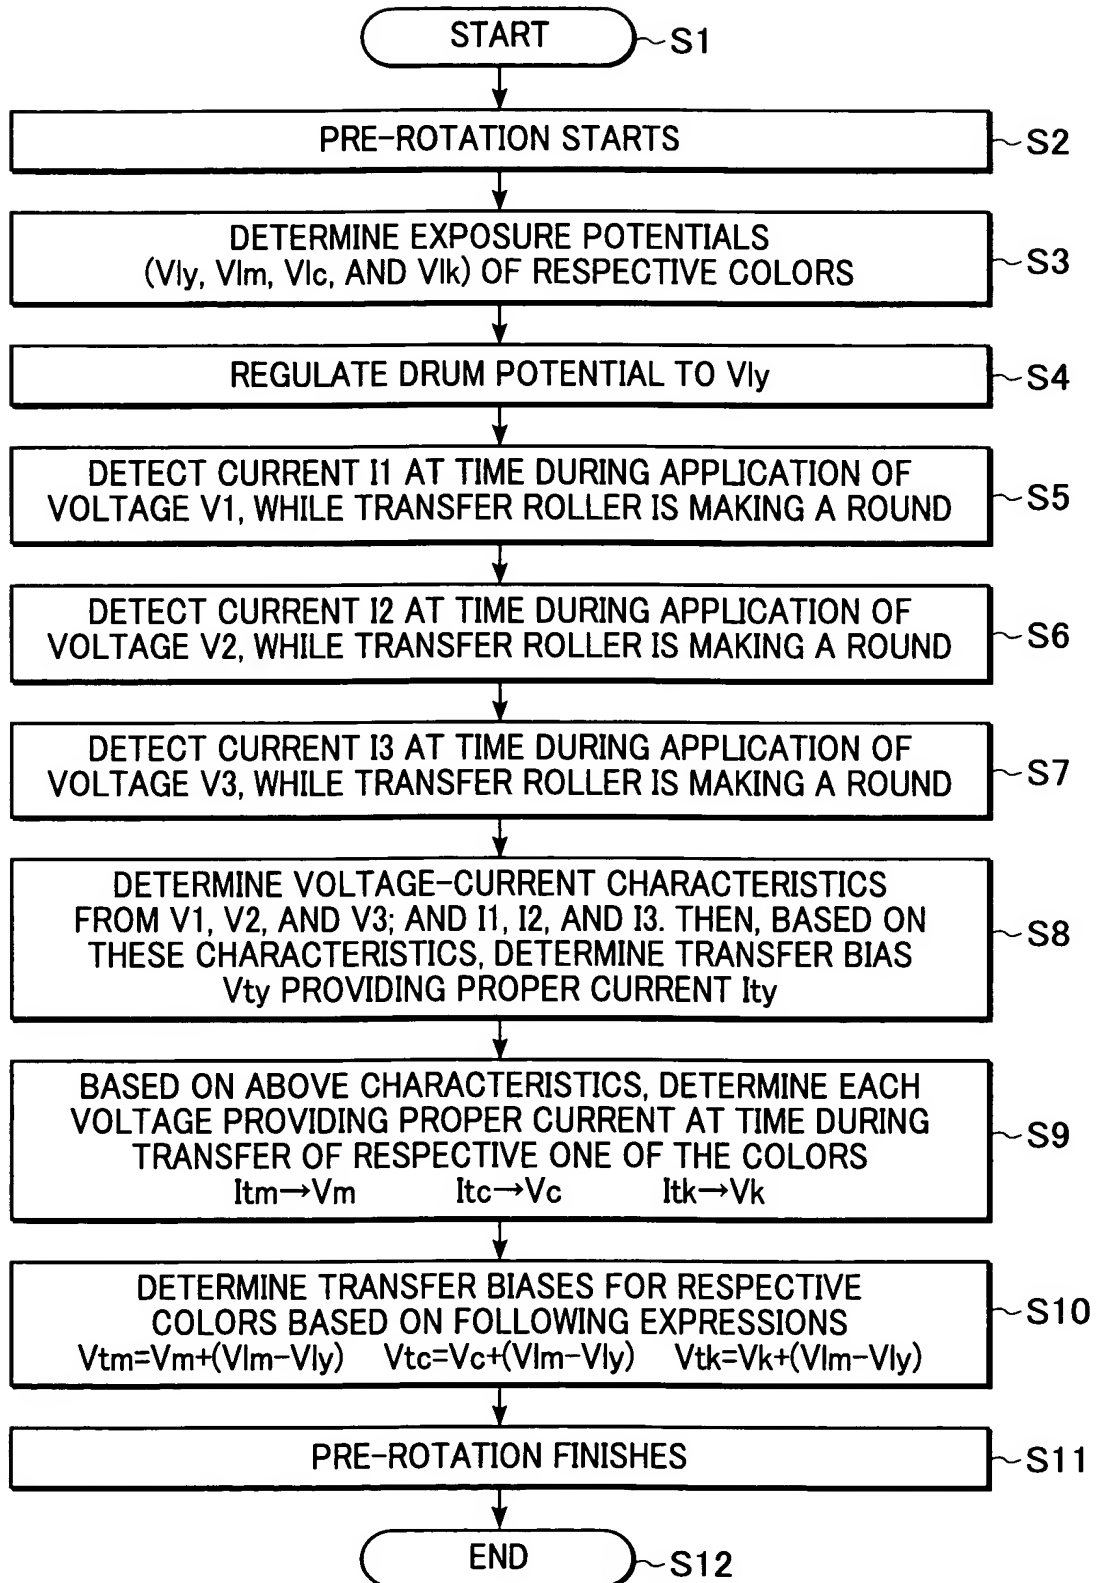 START
S1
PRE-ROTATION STARTS
S2
DETERMINE EXPOSURE POTENTIALS
(Vly, Vlm, Vlc, AND Vlk) OF RESPECTIVE COLORS
S3
REGULATE DRUM POTENTIAL TO Vly
S4
DETECT CURRENT I1 AT TIME DURING APPLICATION OF
VOLTAGE V1, WHILE TRANSFER ROLLER IS MAKING A ROUND
S5
DETECT CURRENT I2 AT TIME DURING APPLICATION OF
VOLTAGE V2, WHILE TRANSFER ROLLER IS MAKING A ROUND
S6
DETECT CURRENT I3 AT TIME DURING APPLICATION OF
VOLTAGE V3, WHILE TRANSFER ROLLER IS MAKING A ROUND
S7
DETERMINE VOLTAGE-CURRENT CHARACTERISTICS
FROM V1, V2, AND V3; AND I1, I2, AND I3. THEN, BASED ON
THESE CHARACTERISTICS, DETERMINE TRANSFER BIAS
Vty PROVIDING PROPER CURRENT Ity
S8
BASED ON ABOVE CHARACTERISTICS, DETERMINE EACH
VOLTAGE PROVIDING PROPER CURRENT AT TIME DURING
TRANSFER OF RESPECTIVE ONE OF THE COLORS
Itm→Vm Itc→Vc Itk→Vk
S9
DETERMINE TRANSFER BIASES FOR RESPECTIVE
COLORS BASED ON FOLLOWING EXPRESSIONS
Vtm=Vm+(Vlm-Vly) Vtc=Vc+(Vlm-Vly) Vtk=Vk+(Vlm-Vly)
S10
PRE-ROTATION FINISHES
S11
END
S12